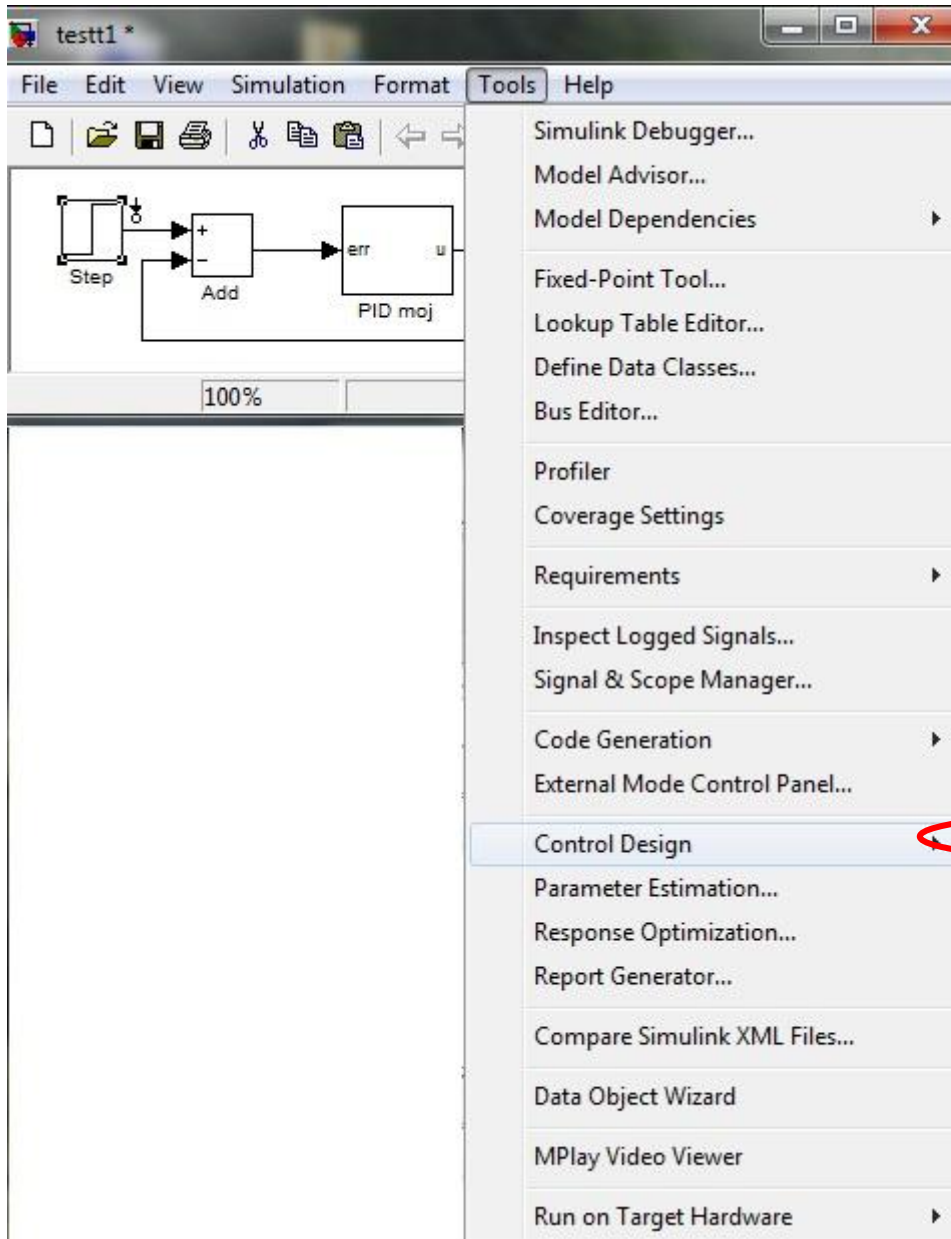 testt1 *
File Edit View Simulation Format Tools Help
Simulink Debugger...
Model Advisor...
Model Dependencies
Fixed-Point Tool...
Lookup Table Editor...
Define Data Classes...
Bus Editor...
Profiler
Coverage Settings
Requirements
Inspect Logged Signals...
Signal & Scope Manager...
Code Generation
External Mode Control Panel...
Control Design
Parameter Estimation...
Response Optimization...
Report Generator...
Compare Simulink XML Files...
Data Object Wizard
MPlay Video Viewer
Run on Target Hardware
+
−
err u
Step
Add
PID moj
100%